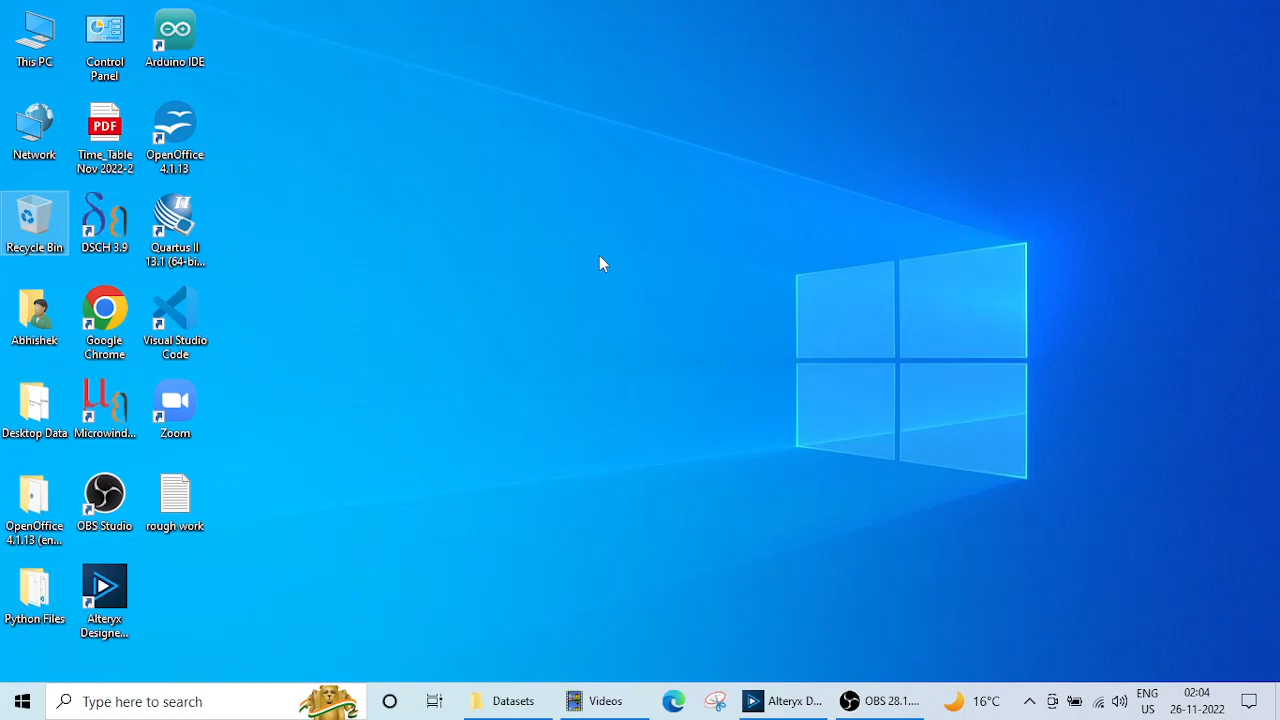 This PC
Control
Panel
Arduino IDE
Network
PDF
Time_Table
Nov 2022-2
OpenOffice
4.1.13
Recycle Bin
DSCH 3.9
II
Quartus II
13.1 (64-bi...
Abhishek
Google
Chrome
Visual Studio
Code
Desktop Data
Microwind...
Zoom
OpenOffice
4.1.13 (en...
OBS Studio
rough work
Python Files
Alteryx
Designe...
Type here to search
Datasets
Videos
Alteryx D...
OBS 28.1....
16°C
ENG
US
02:04
26-11-2022